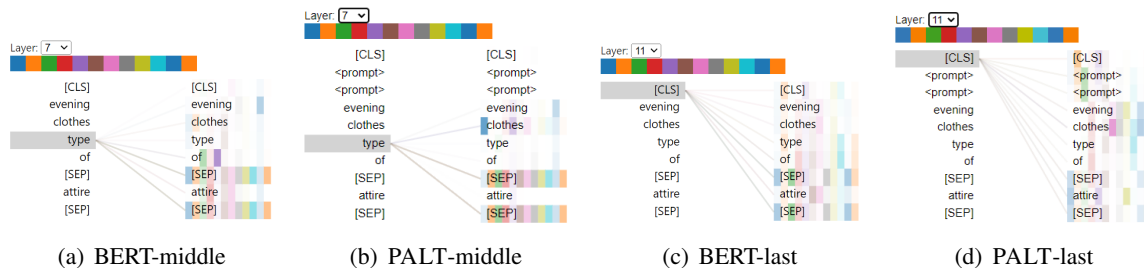 Layer: 7
[CLS] [CLS]
evening evening
clothes clothes
type type
of of
[SEP] [SEP]
attire attire
[SEP] [SEP]
(a) BERT-middle
Layer: 7
[CLS] [CLS]
<prompt> <prompt>
<prompt> <prompt>
evening evening
clothes clothes
type type
of of
[SEP] [SEP]
attire attire
[SEP] [SEP]
(b) PALT-middle
Layer: 11
[CLS] [CLS]
evening evening
clothes clothes
type type
of of
[SEP] [SEP]
attire attire
[SEP] [SEP]
(c) BERT-last
Layer: 11
[CLS] [CLS]
<prompt> <prompt>
<prompt> <prompt>
evening evening
clothes clothes
type type
of of
[SEP] [SEP]
attire attire
[SEP] [SEP]
(d) PALT-last